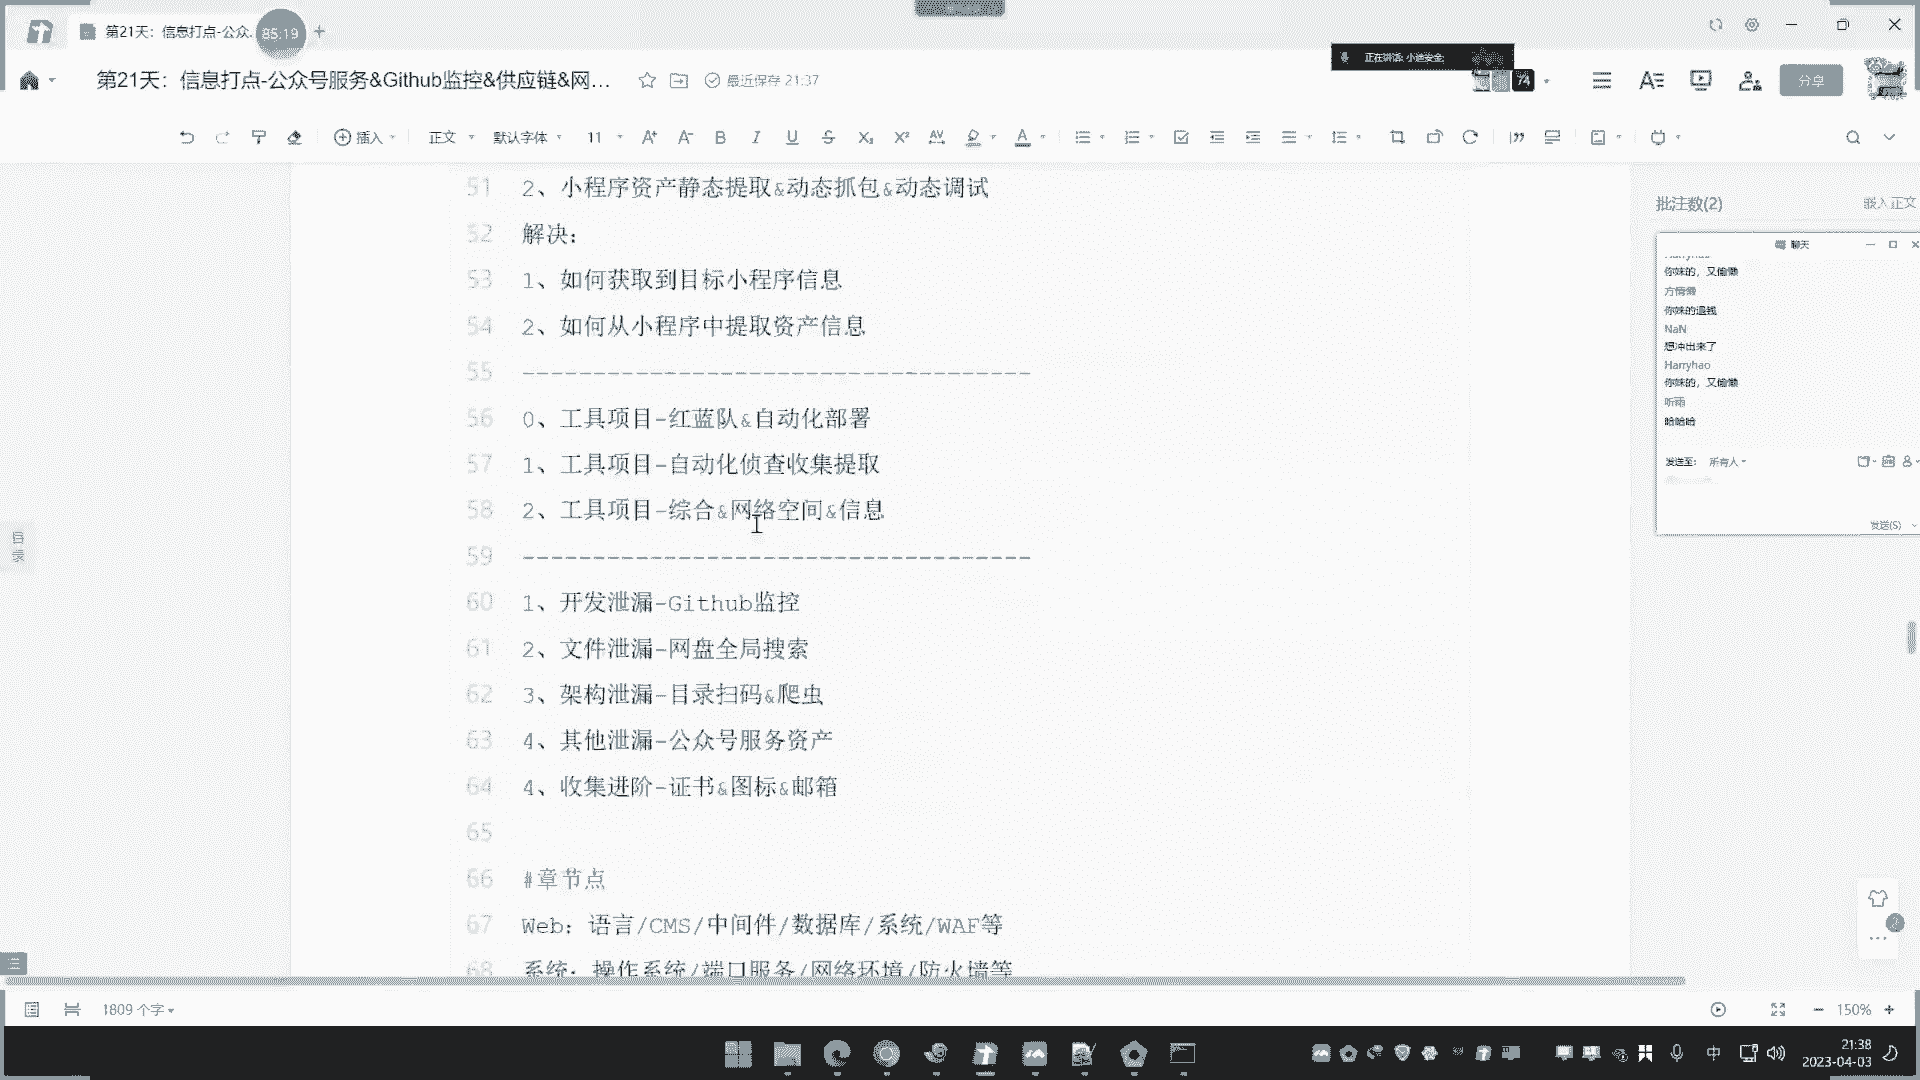 第21天：信息打点-公众.
85:19
正在讲话: 小迪安全;
第21天：信息打点-公众号服务&Github监控&供应链&网...
最近保存 21:37
74
分享
插入
正文
默认字体
11
51 2、小程序资产静态提取&动态抓包&动态调试
52 解决：
53 1、如何获取到目标小程序信息
54 2、如何从小程序中提取资产信息
55 ------------------------------------
56 0、工具项目-红蓝队&自动化部署
57 1、工具项目-自动化侦查收集提取
58 2、工具项目-综合&网络空间&信息
59 ------------------------------------
60 1、开发泄漏-Github监控
61 2、文件泄漏-网盘全局搜索
62 3、架构泄漏-目录扫码&爬虫
63 4、其他泄漏-公众号服务资产
64 4、收集进阶-证书&图标&邮箱
65
66 #章节点
67 Web：语言/CMS/中间件/数据库/系统/WAF等
68 系统：操作系统/端口服务/网络环境/防火墙等
目录
批注数(2)
嵌入正文
聊天
你妹的，又偷懒
你妹的退钱
NaN
想冲出来了
Harryhao
你妹的，又偷懒
听雨
哈哈哈
发送至：
所有人
发送(S)
2
1809 个字
150%
中
21:38
2023-04-03